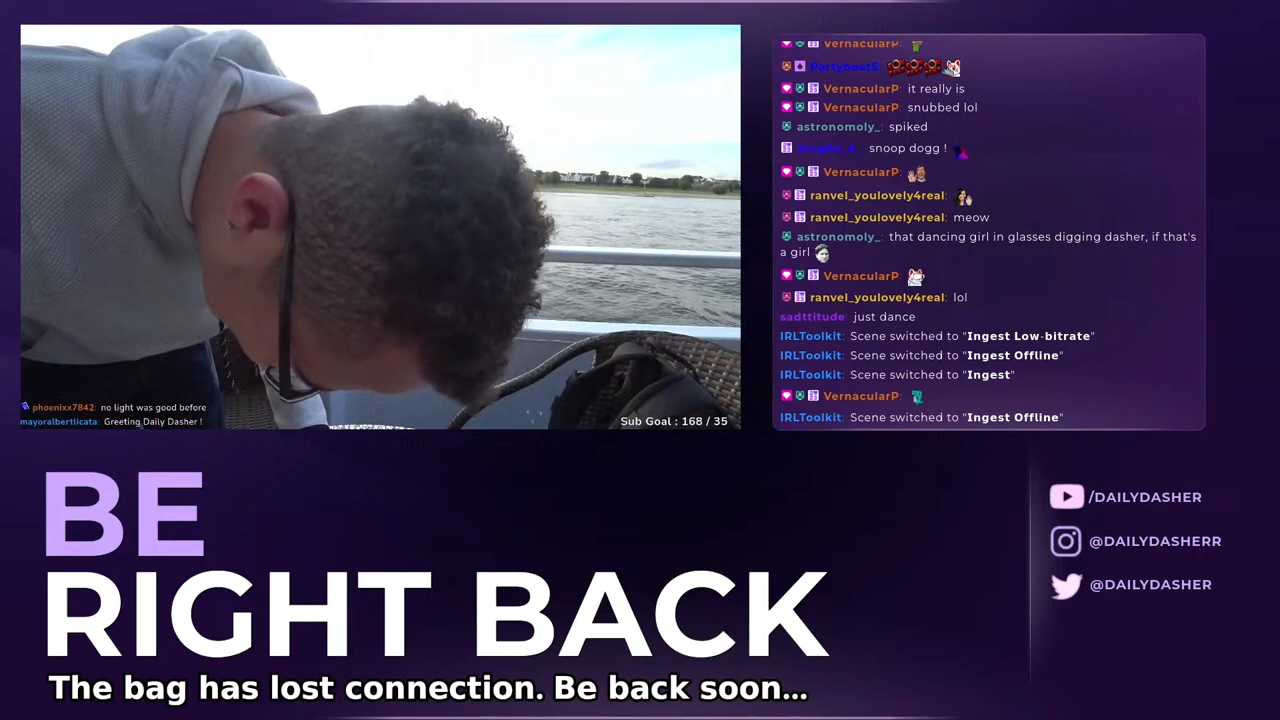 VernacularP:
Partyboat5:
VernacularP: it really is
VernacularP: snubbed lol
astronomoly_: spiked
snoop dogg !
VernacularP:
ranvel_youlovely4real:
ranvel_youlovely4real: meow
astronomoly_: that dancing girl in glasses digging dasher, if that's
a girl
VernacularP:
ranvel_youlovely4real: lol
sadttitude: just dance
IRLToolkit: Scene switched to "Ingest Low-bitrate"
IRLToolkit: Scene switched to "Ingest Offline"
IRLToolkit: Scene switched to "Ingest"
VernacularP:
IRLToolkit: Scene switched to "Ingest Offline"
phoenixx7842: no light was good before
mayoralbertlicata: Greeting Daily Dasher !
Sub Goal : 168 / 35
BE
RIGHT BACK
The bag has lost connection. Be back soon...
/DAILYDASHER
@DAILYDASHERR
@DAILYDASHER